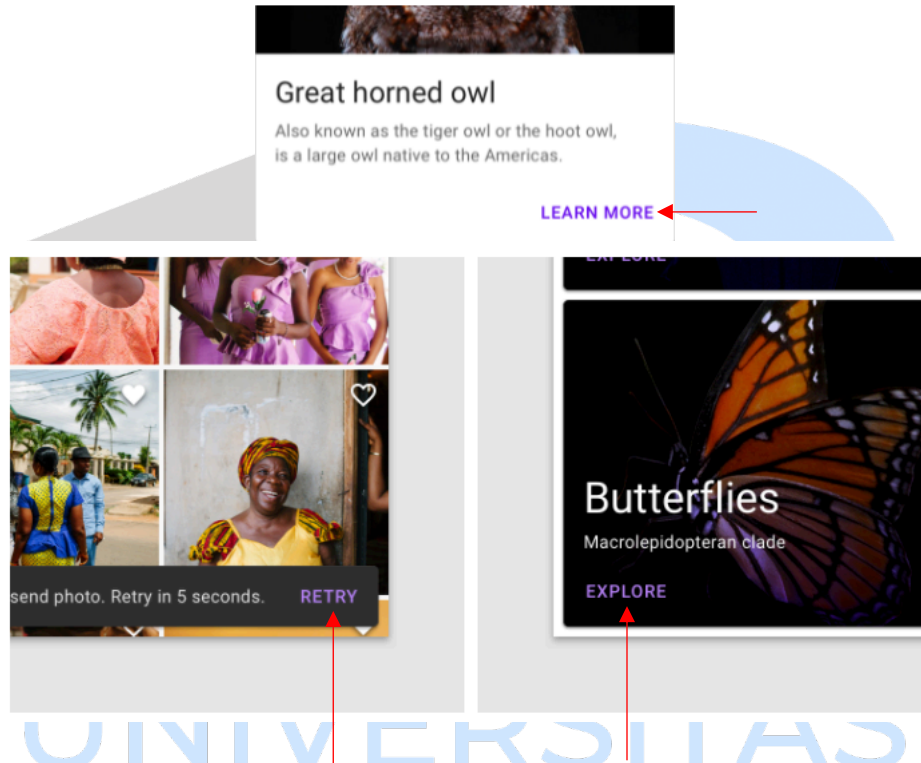 Great horned owl
Also known as the tiger owl or the hoot owl,
is a large owl native to the Americas.
LEARN MORE
send photo. Retry in 5 seconds. RETRY
EXPLORE
Butterflies
Macrolepidopteran clade
EXPLORE
UNIVERSITAS